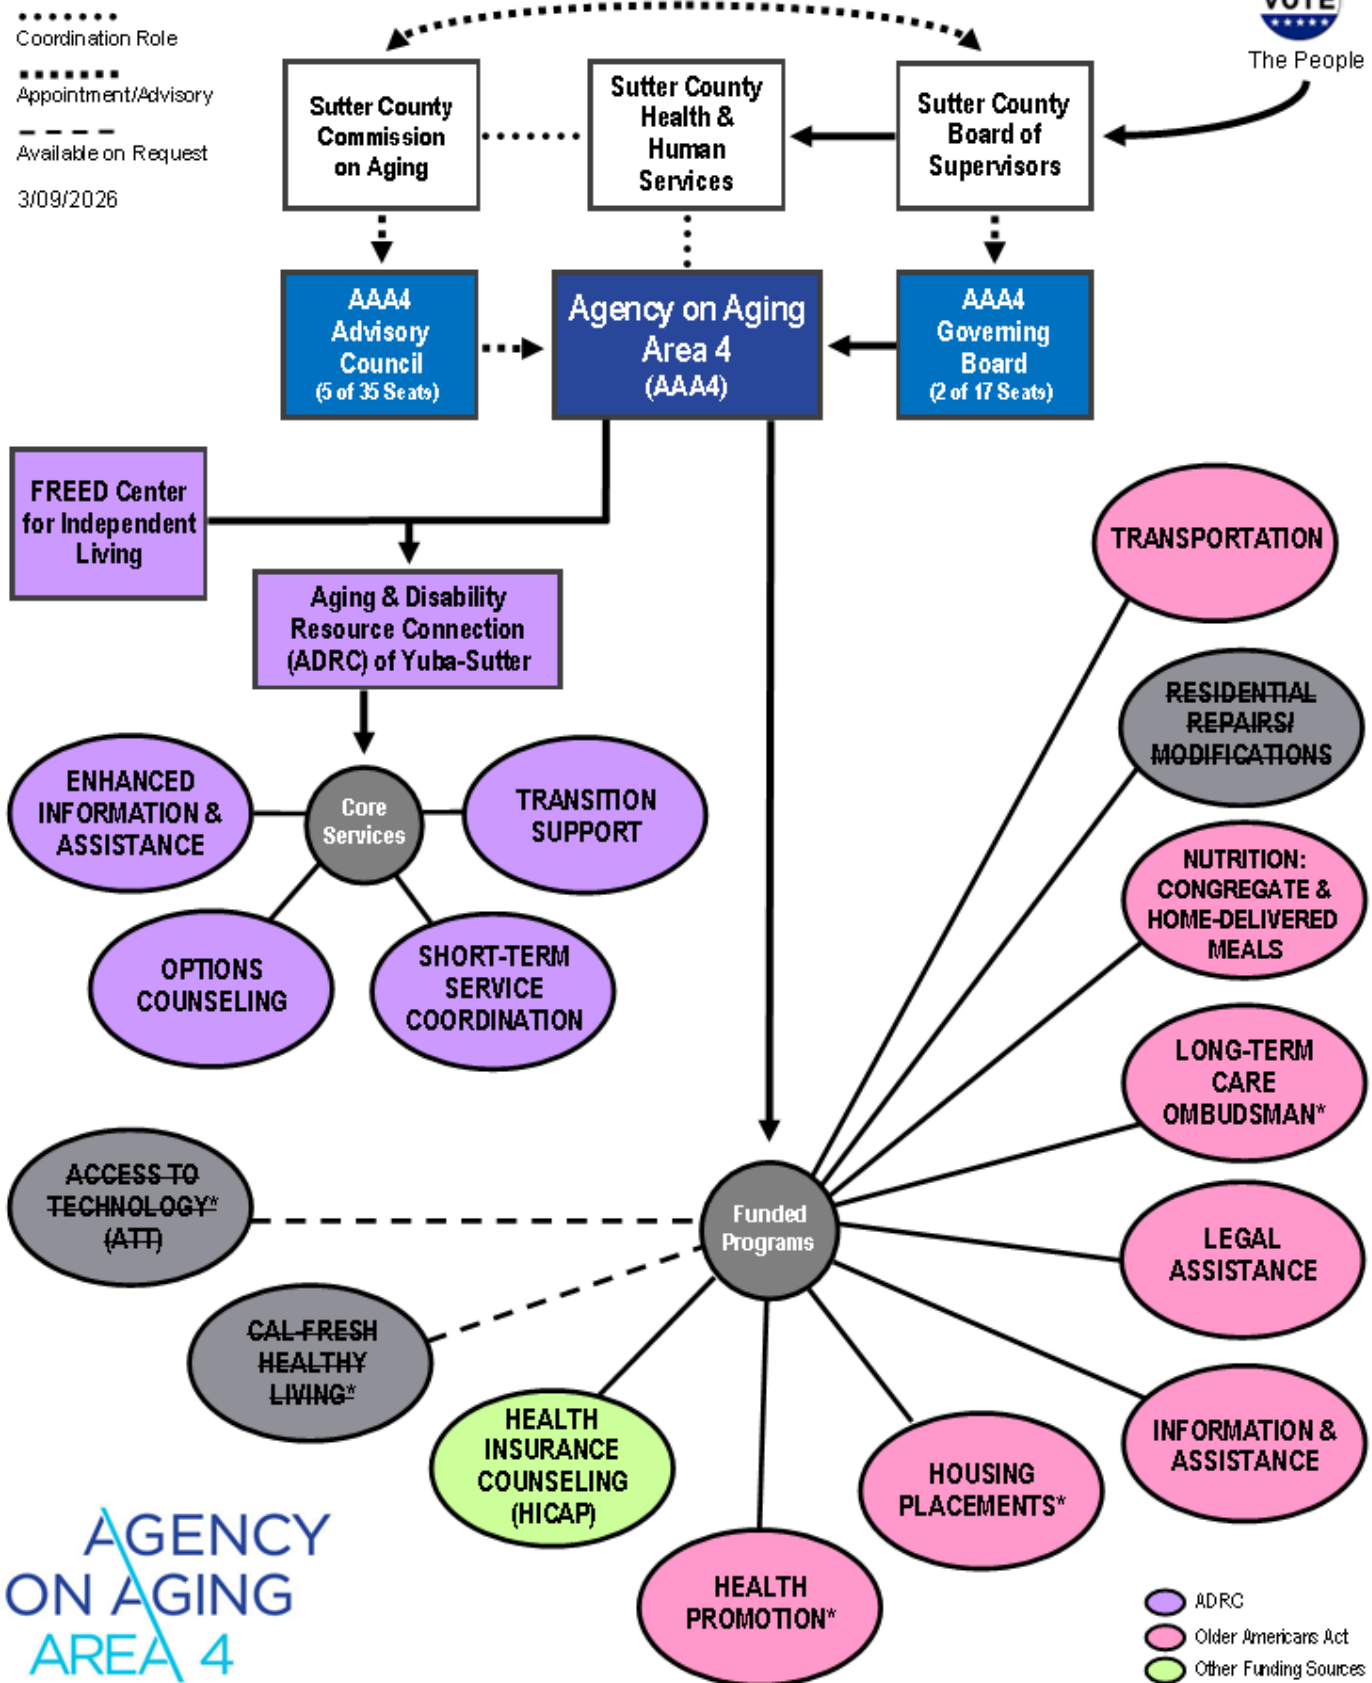 VOTE
The People
Coordination Role
Appointment/Advisory
Available on Request
3/09/2026
Sutter County
Commission
on Aging
Sutter County
Health &
Human
Services
Sutter County
Board of
Supervisors
AAA4
Advisory
Council
(5 of 35 Seats)
Agency on Aging
Area 4
(AAA4)
AAA4
Governing
Board
(2 of 17 Seats)
FREED Center
for Independent
Living
Aging & Disability
Resource Connection
(ADRC) of Yuba-Sutter
ENHANCED
INFORMATION &
ASSISTANCE
Core
Services
TRANSITION
SUPPORT
OPTIONS
COUNSELING
SHORT-TERM
SERVICE
COORDINATION
TRANSPORTATION
RESIDENTIAL
REPAIRS/
MODIFICATIONS
NUTRITION:
CONGREGATE &
HOME-DELIVERED
MEALS
LONG-TERM
CARE
OMBUDSMAN*
LEGAL
ASSISTANCE
INFORMATION &
ASSISTANCE
ACCESS TO
TECHNOLOGY*
(ATT)
Funded
Programs
CAL-FRESH
HEALTHY
LIVING*
HEALTH
INSURANCE
COUNSELING
(HICAP)
HEALTH
PROMOTION*
HOUSING
PLACEMENTS*
AGENCY
ON AGING
AREA 4
ADRC
Older Americans Act
Other Funding Sources